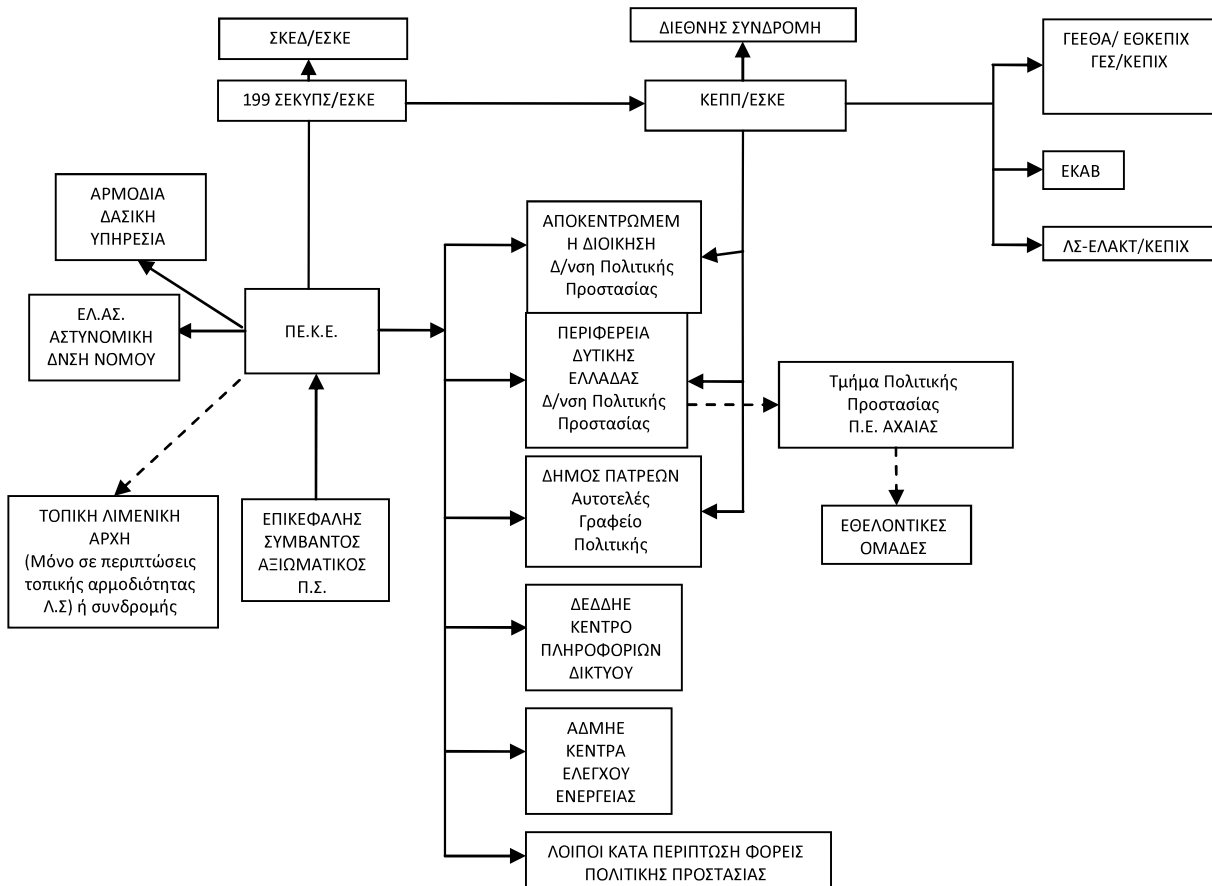 ΣΚΕΔ/ΕΣΚΕ
ΔΙΕΘΝΗΣ ΣΥΝΔΡΟΜΗ
ΓΕΕΘΑ/ ΕΘΚΕΠΙΧ
ΓΕΣ/ΚΕΠΙΧ
199 ΣΕΚΥΠΣ/ΕΣΚΕ
ΚΕΠΠ/ΕΣΚΕ
ΕΚΑΒ
ΛΣ-ΕΛΑΚΤ/ΚΕΠΙΧ
ΑΡΜΟΔΙΑ
ΔΑΣΙΚΗ
ΥΠΗΡΕΣΙΑ
ΑΠΟΚΕΝΤΡΩΜΕΜ
Η ΔΙΟΙΚΗΣΗ
Δ/νση Πολιτικής
Προστασίας
ΕΛ.ΑΣ.
ΑΣΤΥΝΟΜΙΚΗ
ΔΝΣΗ ΝΟΜΟΥ
ΠΕ.Κ.Ε.
ΠΕΡΙΦΕΡΕΙΑ
ΔΥΤΙΚΗΣ
ΕΛΛΑΔΑΣ
Δ/νση Πολιτικής
Προστασίας
Τμήμα Πολιτικής
Προστασίας
Π.Ε. ΑΧΑΙΑΣ
ΤΟΠΙΚΗ ΛΙΜΕΝΙΚΗ
ΑΡΧΗ
(Μόνο σε περιπτώσεις
τοπικής αρμοδιότητας
Λ.Σ) ή συνδρομής
ΕΠΙΚΕΦΑΛΗΣ
ΣΥΜΒΑΝΤΟΣ
ΑΞΙΩΜΑΤΙΚΟΣ
Π.Σ.
ΔΗΜΟΣ ΠΑΤΡΕΩΝ
Αυτοτελές
Γραφείο
Πολιτικής
ΕΘΕΛΟΝΤΙΚΕΣ
ΟΜΑΔΕΣ
ΔΕΔΔΗΕ
ΚΕΝΤΡΟ
ΠΛΗΡΟΦΟΡΙΩΝ
ΔΙΚΤΥΟΥ
ΑΔΜΗΕ
ΚΕΝΤΡΑ
ΕΛΕΓΧΟΥ
ΕΝΕΡΓΕΙΑΣ
ΛΟΙΠΟΙ ΚΑΤΑ ΠΕΡΙΠΤΩΣΗ ΦΟΡΕΙΣ
ΠΟΛΙΤΙΚΗΣ ΠΡΟΣΤΑΣΙΑΣ